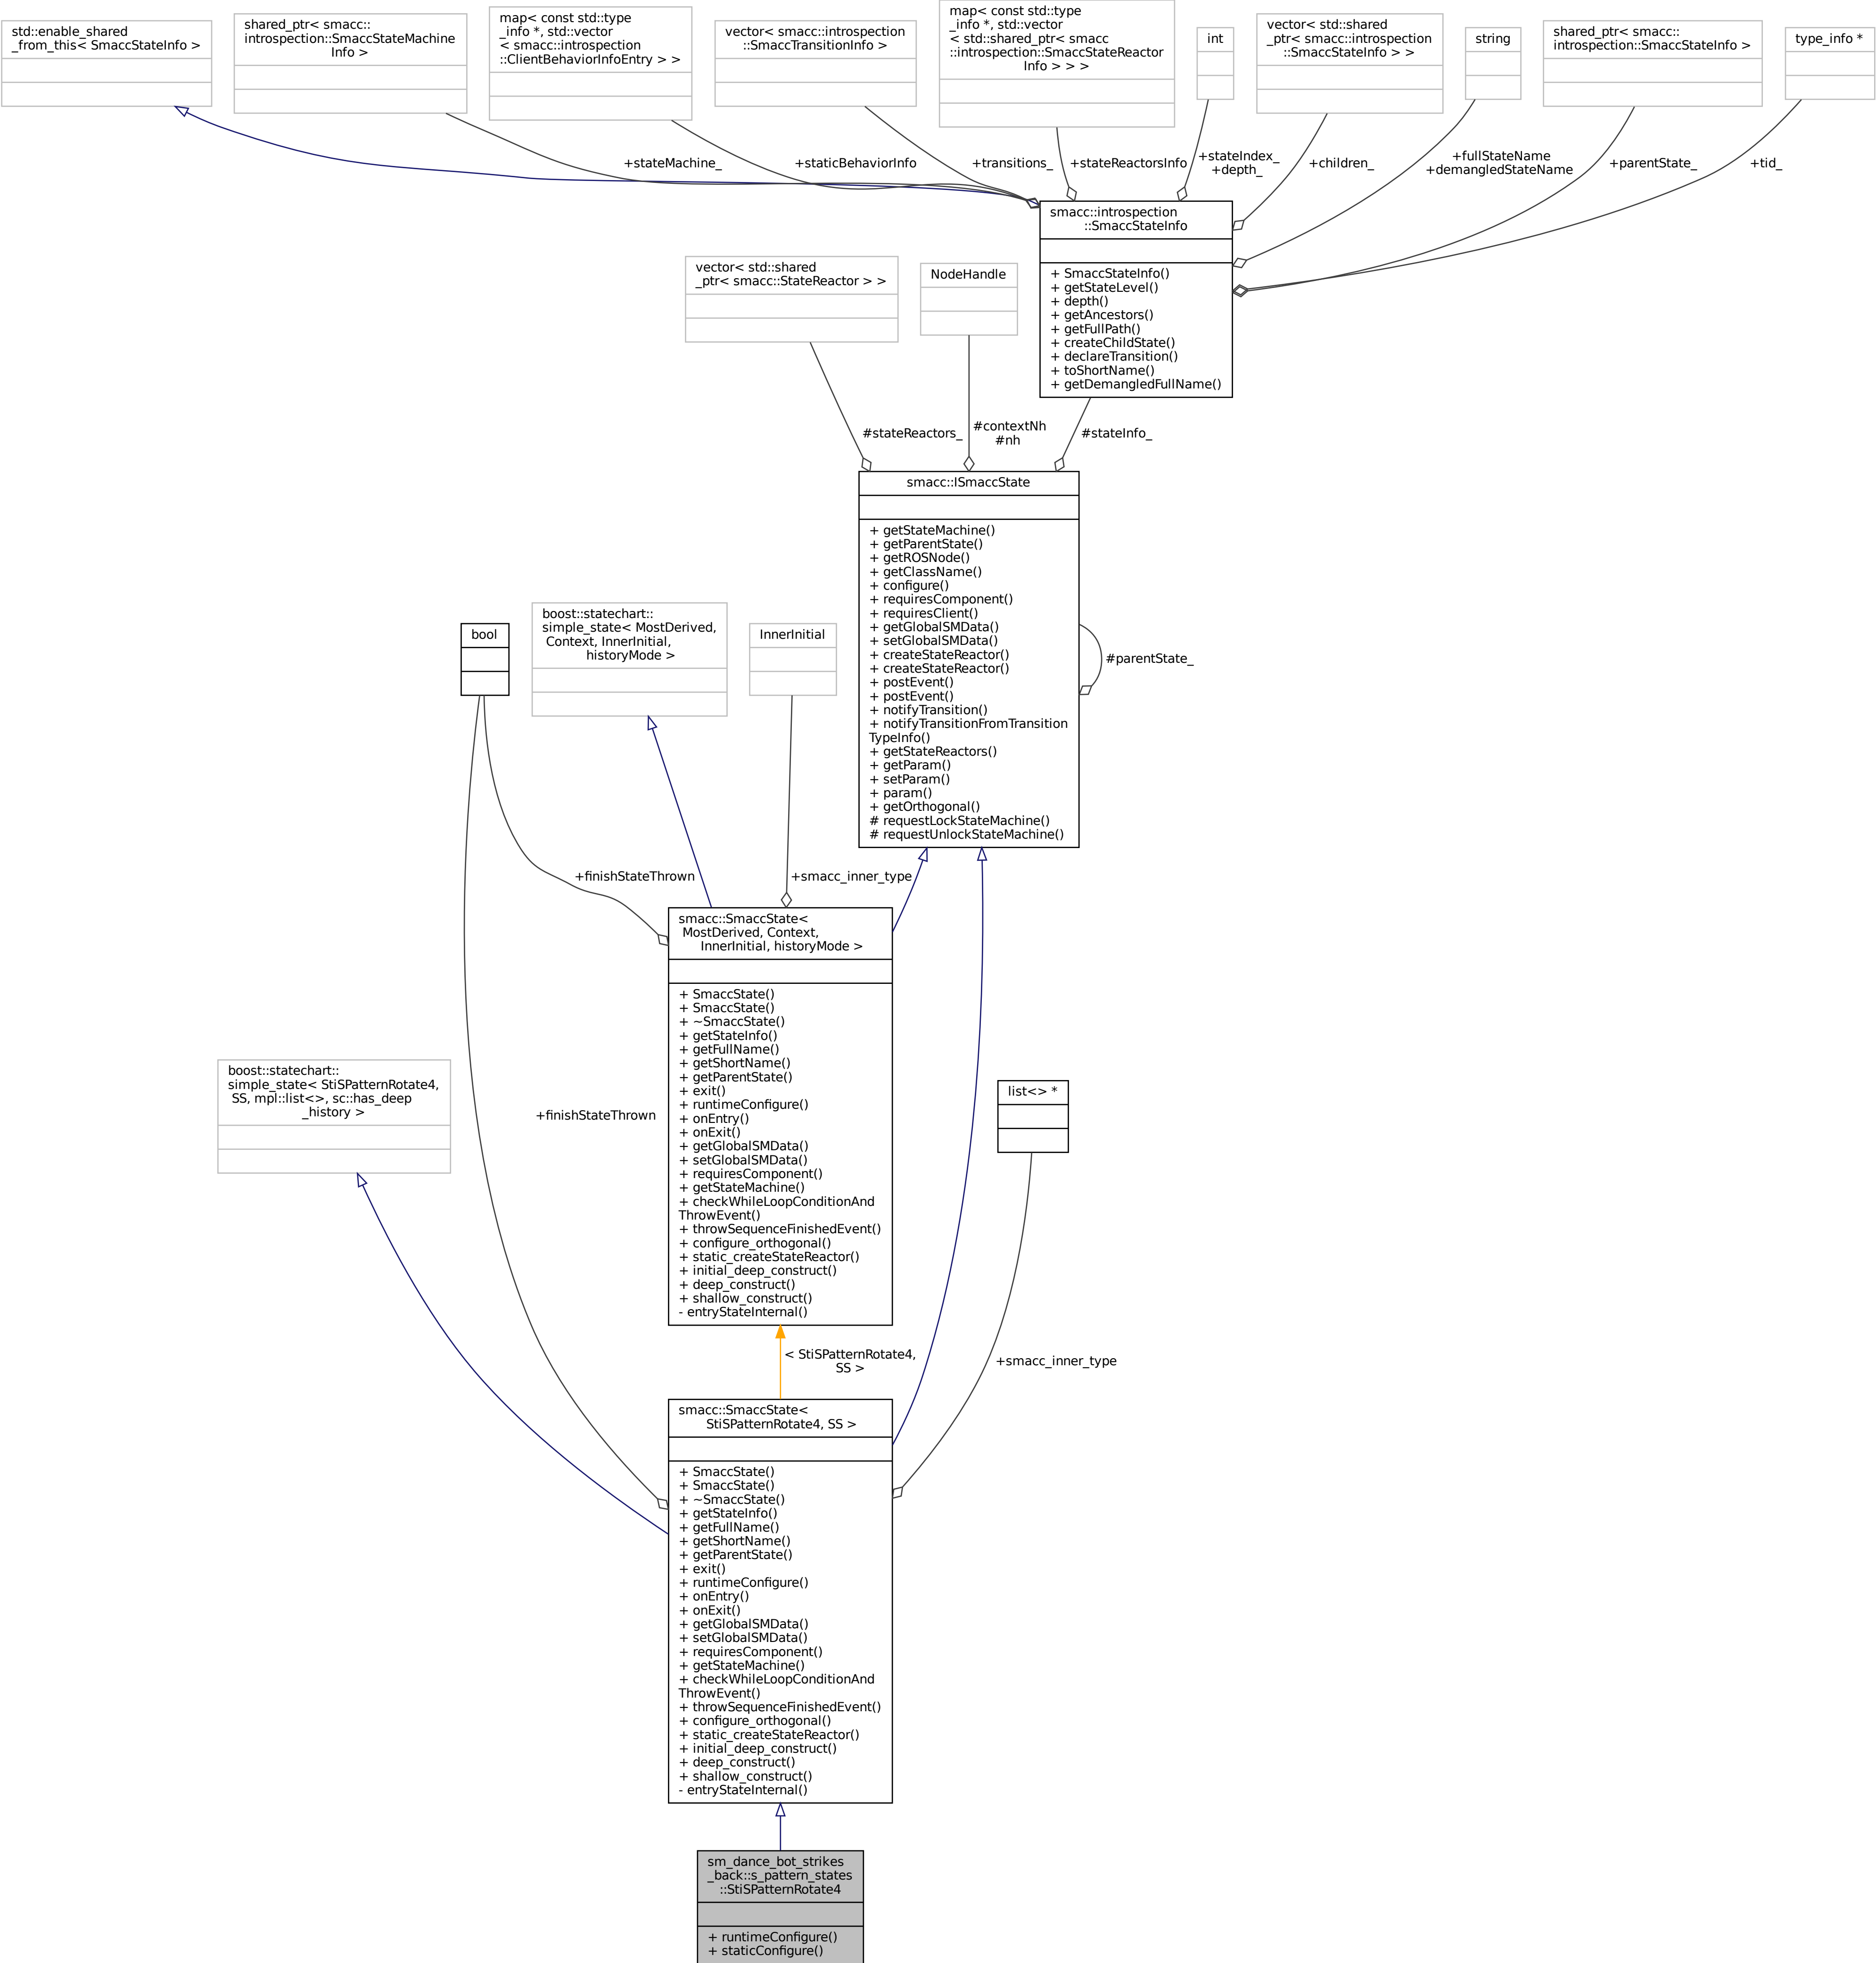 std::enable_shared
_from_this< SmaccStateInfo >
shared_ptr< smacc::
introspection::SmaccStateMachine
Info >
map< const std::type
_info *, std::vector
< smacc::introspection
::ClientBehaviorInfoEntry > >
vector< smacc::introspection
::SmaccTransitionInfo >
map< const std::type
_info *, std::vector
< std::shared_ptr< smacc
::introspection::SmaccStateReactor
Info > > >
int
vector< std::shared
_ptr< smacc::introspection
::SmaccStateInfo > >
string
shared_ptr< smacc::
introspection::SmaccStateInfo >
type_info *
+stateMachine_
+staticBehaviorInfo
+transitions_
+stateReactorsInfo
+stateIndex_
+depth_
+children_
+fullStateName
+demangledStateName
+parentState_
+tid_
smacc::introspection
::SmaccStateInfo
+ SmaccStateInfo()
+ getStateLevel()
+ depth()
+ getAncestors()
+ getFullPath()
+ createChildState()
+ declareTransition()
+ toShortName()
+ getDemangledFullName()
vector< std::shared
_ptr< smacc::StateReactor > >
NodeHandle
#stateReactors_
#contextNh
#nh
#stateInfo_
smacc::ISmaccState
+ getStateMachine()
+ getParentState()
+ getROSNode()
+ getClassName()
+ configure()
+ requiresComponent()
+ requiresClient()
+ getGlobalSMData()
+ setGlobalSMData()
+ createStateReactor()
+ createStateReactor()
+ postEvent()
+ postEvent()
+ notifyTransition()
+ notifyTransitionFromTransition
TypeInfo()
+ getStateReactors()
+ getParam()
+ setParam()
+ param()
+ getOrthogonal()
# requestLockStateMachine()
# requestUnlockStateMachine()
#parentState_
bool
boost::statechart::
simple_state< MostDerived,
Context, InnerInitial,
historyMode >
InnerInitial
+finishStateThrown
+smacc_inner_type
smacc::SmaccState<
MostDerived, Context,
InnerInitial, historyMode >
+ SmaccState()
+ SmaccState()
+ ~SmaccState()
+ getStateInfo()
+ getFullName()
+ getShortName()
+ getParentState()
+ exit()
+ runtimeConfigure()
+ onEntry()
+ onExit()
+ getGlobalSMData()
+ setGlobalSMData()
+ requiresComponent()
+ getStateMachine()
+ checkWhileLoopConditionAnd
ThrowEvent()
+ throwSequenceFinishedEvent()
+ configure_orthogonal()
+ static_createStateReactor()
+ initial_deep_construct()
+ deep_construct()
+ shallow_construct()
- entryStateInternal()
boost::statechart::
simple_state< StiSPatternRotate4,
SS, mpl::list<>, sc::has_deep
_history >
+finishStateThrown
list<> *
< StiSPatternRotate4,
SS >
+smacc_inner_type
smacc::SmaccState<
StiSPatternRotate4, SS >
+ SmaccState()
+ SmaccState()
+ ~SmaccState()
+ getStateInfo()
+ getFullName()
+ getShortName()
+ getParentState()
+ exit()
+ runtimeConfigure()
+ onEntry()
+ onExit()
+ getGlobalSMData()
+ setGlobalSMData()
+ requiresComponent()
+ getStateMachine()
+ checkWhileLoopConditionAnd
ThrowEvent()
+ throwSequenceFinishedEvent()
+ configure_orthogonal()
+ static_createStateReactor()
+ initial_deep_construct()
+ deep_construct()
+ shallow_construct()
- entryStateInternal()
sm_dance_bot_strikes
_back::s_pattern_states
::StiSPatternRotate4
+ runtimeConfigure()
+ staticConfigure()